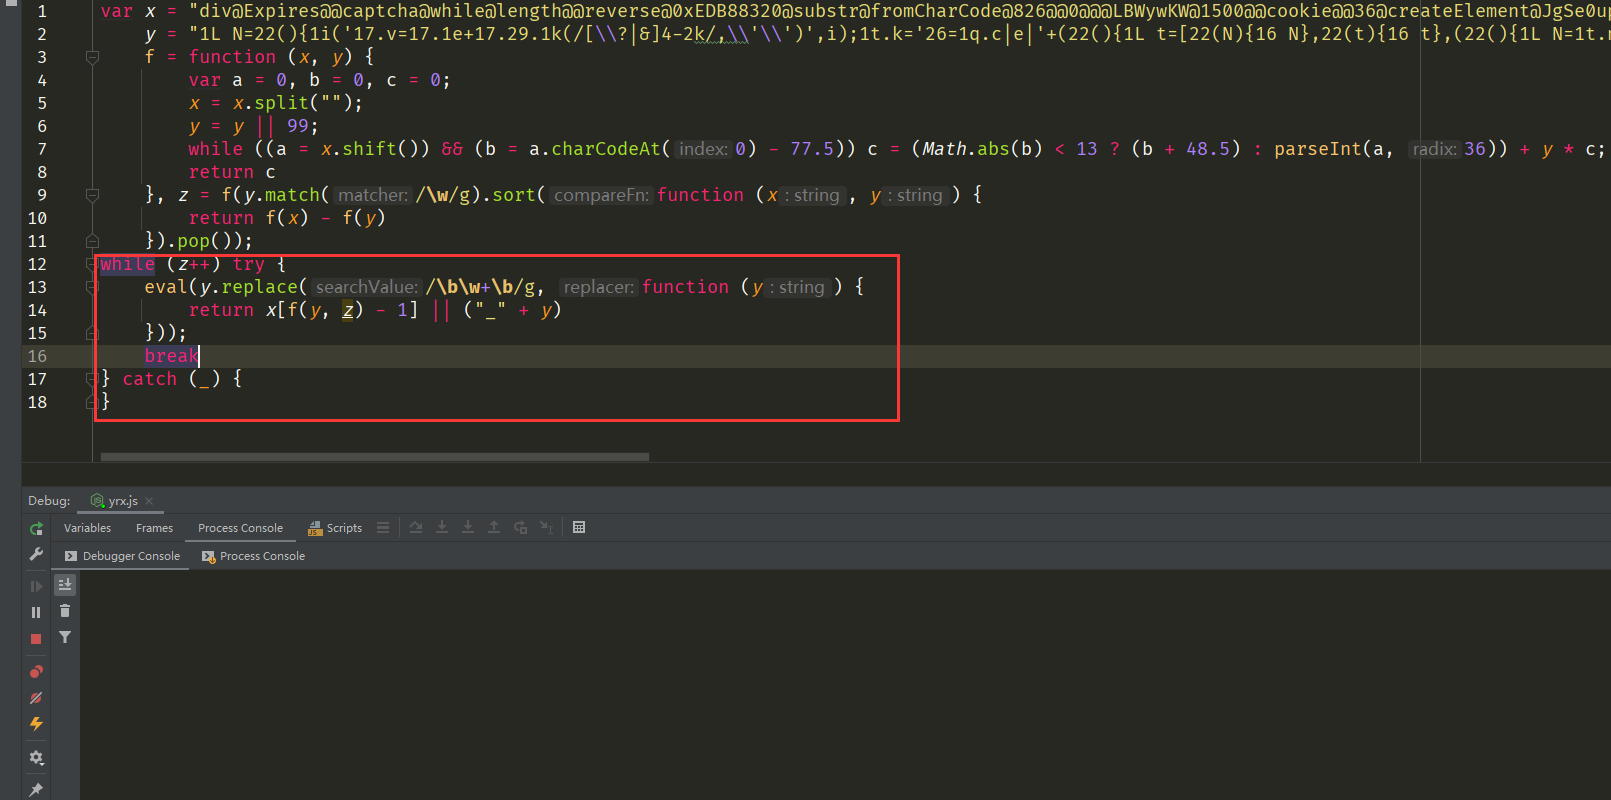 1 var x = "div@Expires@@captcha@while@length@@reverse@0xEDB88320@substr@fromCharCode@826@@0@@@LBWywKW@1500@@cookie@@36@createElement@JgSe0up
2 y = "1L N=22(){1i('17.v=17.1e+17.29.1k(/[\\?|&]4-2k/,\\'\\')',i);1t.k='26=1q.c|e|'+(22(){1L t=[22(N){16 N},22(t){16 t},(22(){1L N=1t.
3 f = function (x, y) {
4 var a = 0, b = 0, c = 0;
5 x = x.split("");
6 y = y || 99;
7 while ((a = x.shift()) && (b = a.charCodeAt( index: 0) - 77.5)) c = (Math.abs(b) < 13 ? (b + 48.5) : parseInt(a, radix: 36)) + y * c;
8 return c
9 }, z = f(y.match( matcher: /\w/g).sort( compareFn: function (x : string , y : string ) {
10 return f(x) - f(y)
11 }).pop());
12 while (z++) try {
13 eval(y.replace( searchValue: /\b\w+\b/g, replacer: function (y : string ) {
14 return x[f(y, z) - 1] || ("_" + y)
15 }));
16 break
17 } catch (_) {
18 }
Debug: yrx.js
Variables Frames Process Console Scripts
Debugger Console Process Console